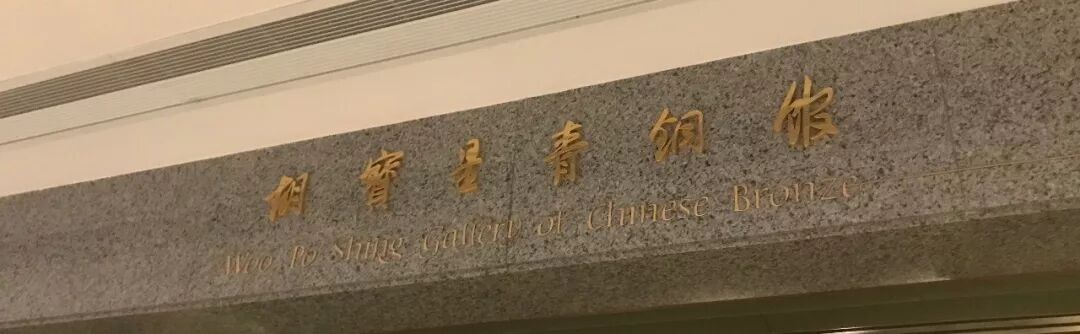 胡寶星青銅館
Woo Po Shing Gallery of Chinese Bronze